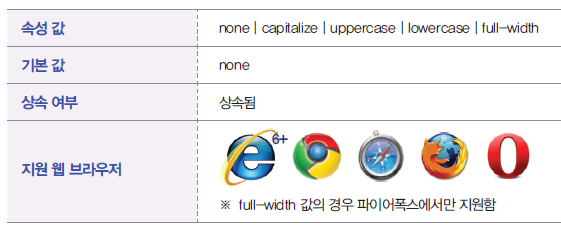 속성 값 none | capitalize | uppercase | lowercase | full-width
기본 값 none
상속 여부 상속됨
지원 웹 브라우저 6+
※ full-width 값의 경우 파이어폭스에서만 지원함